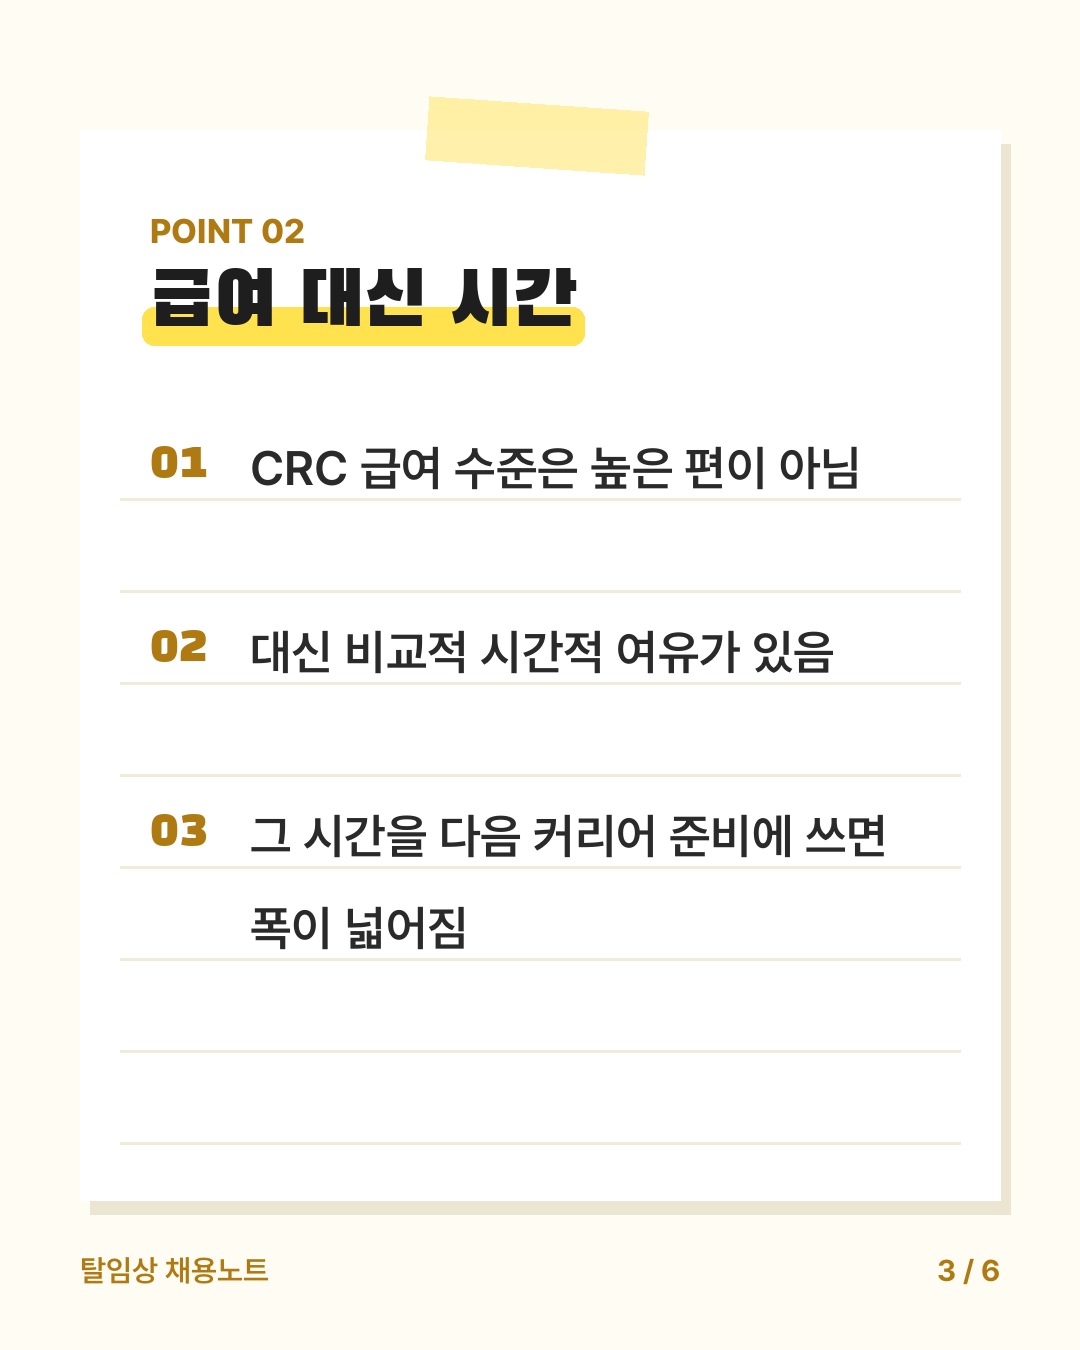 POINT 02
급여 대신 시간
01 CRC 급여 수준은 높은 편이 아님
02 대신 비교적 시간적 여유가 있음
03 그 시간을 다음 커리어 준비에 쓰면
폭이 넓어짐
탈임상 채용노트
3 / 6